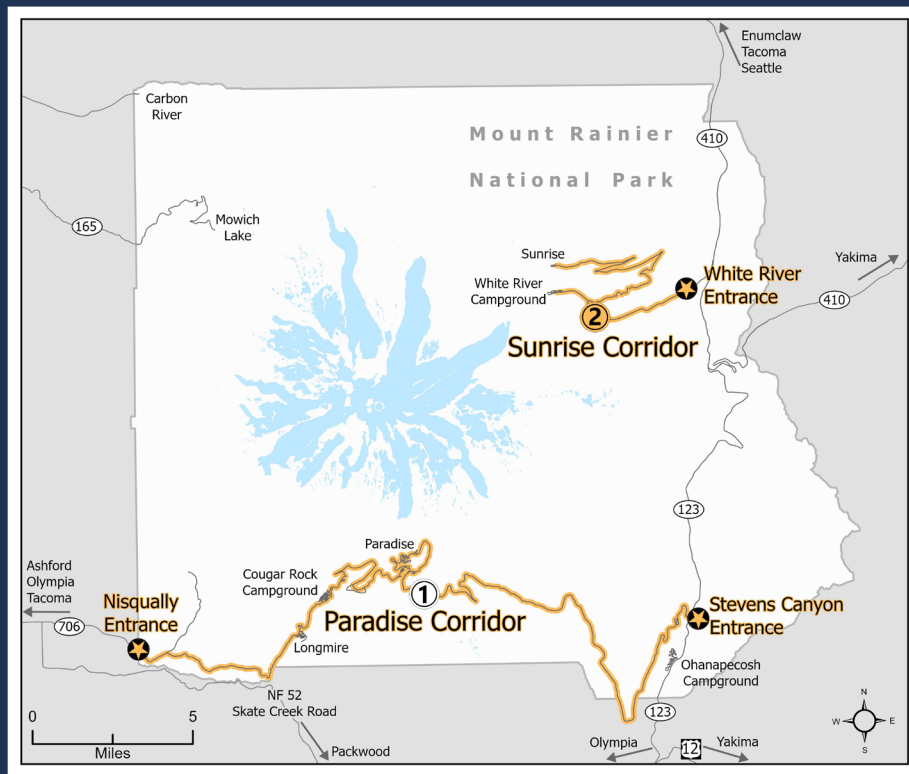 Enumclaw
Tacoma
Seattle
Carbon
River
Mount Rainier
National Park
410
165
Mowich
Lake
Sunrise
White River
Campground
White River
Entrance
Yakima
410
2
Sunrise Corridor
123
Paradise
Ashford
Olympia
Tacoma
Cougar Rock
Campground
1
Nisqually
Entrance
Paradise Corridor
Stevens Canyon
Entrance
706
Longmire
Ohanapecosh
Campground
NF 52
Skate Creek Road
123
N
W
E
S
0
5
Miles
Packwood
Olympia
12
Yakima